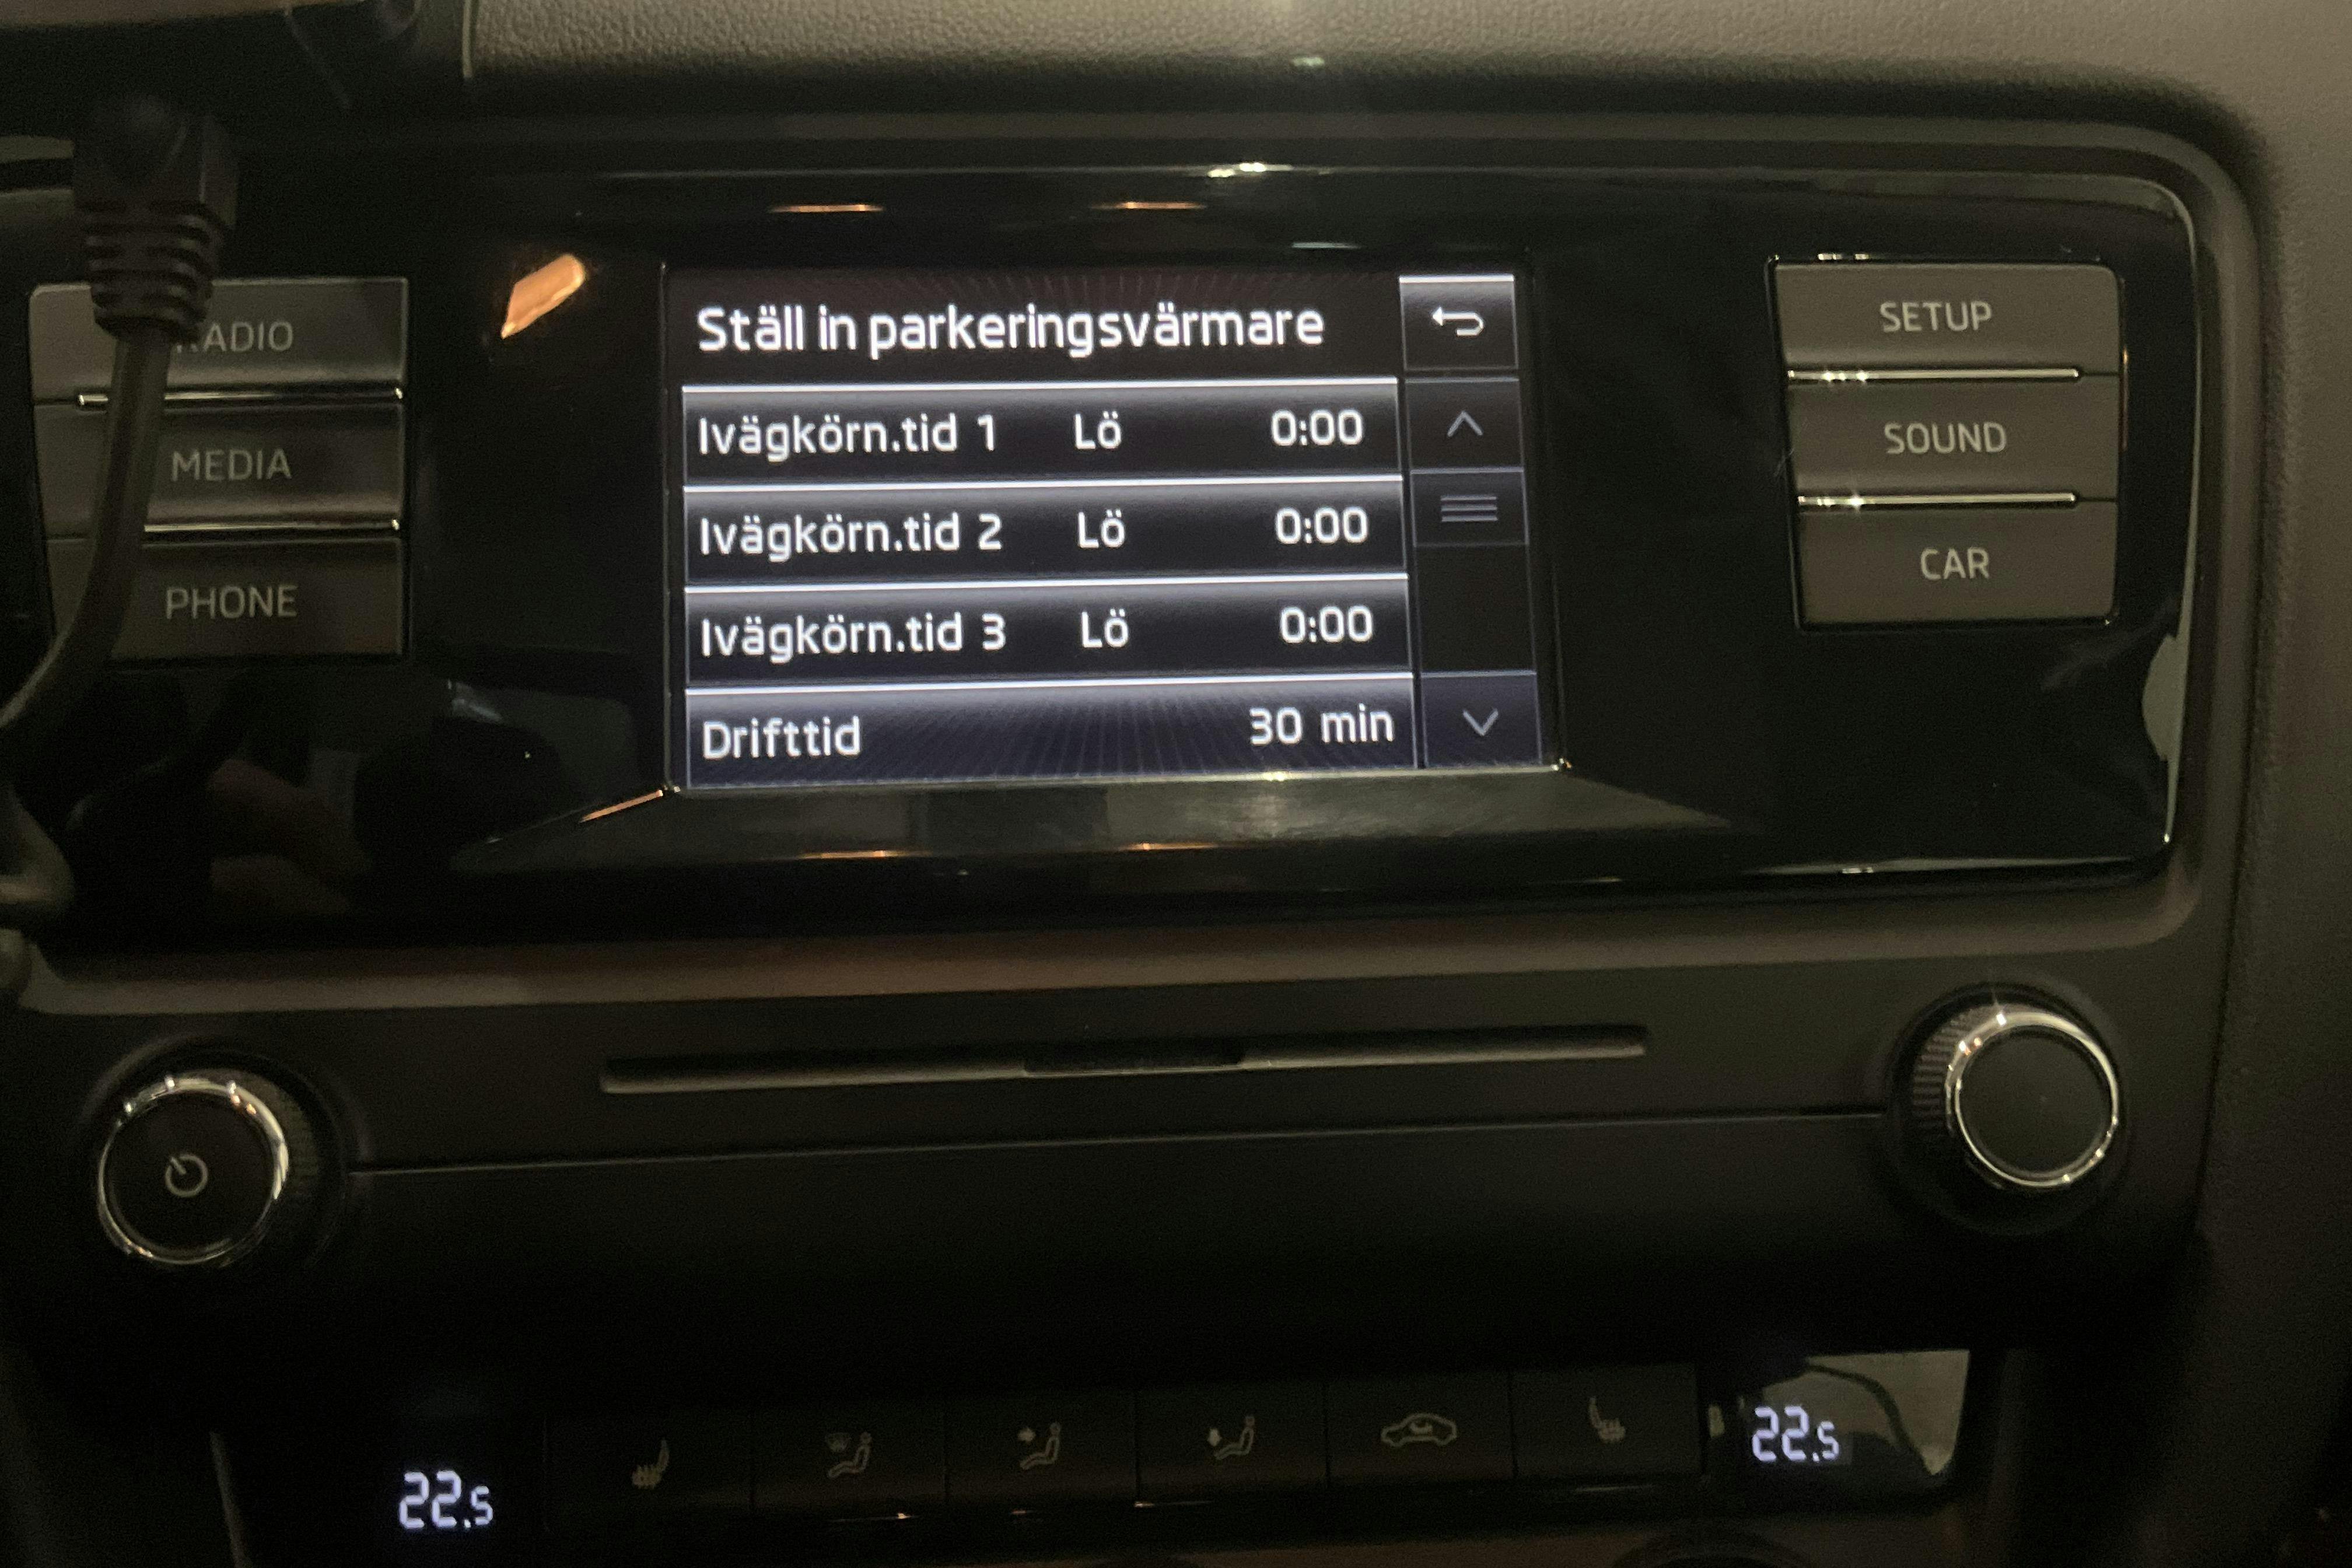 RADIO
MEDIA
PHONE
Ställ in parkeringsvärmare
Ivägkörn.tid 1 Lö 0:00
Ivägkörn.tid 2 Lö 0:00
Ivägkörn.tid 3 Lö 0:00
Drifttid 30 min
SETUP
SOUND
CAR
22.5
22.5